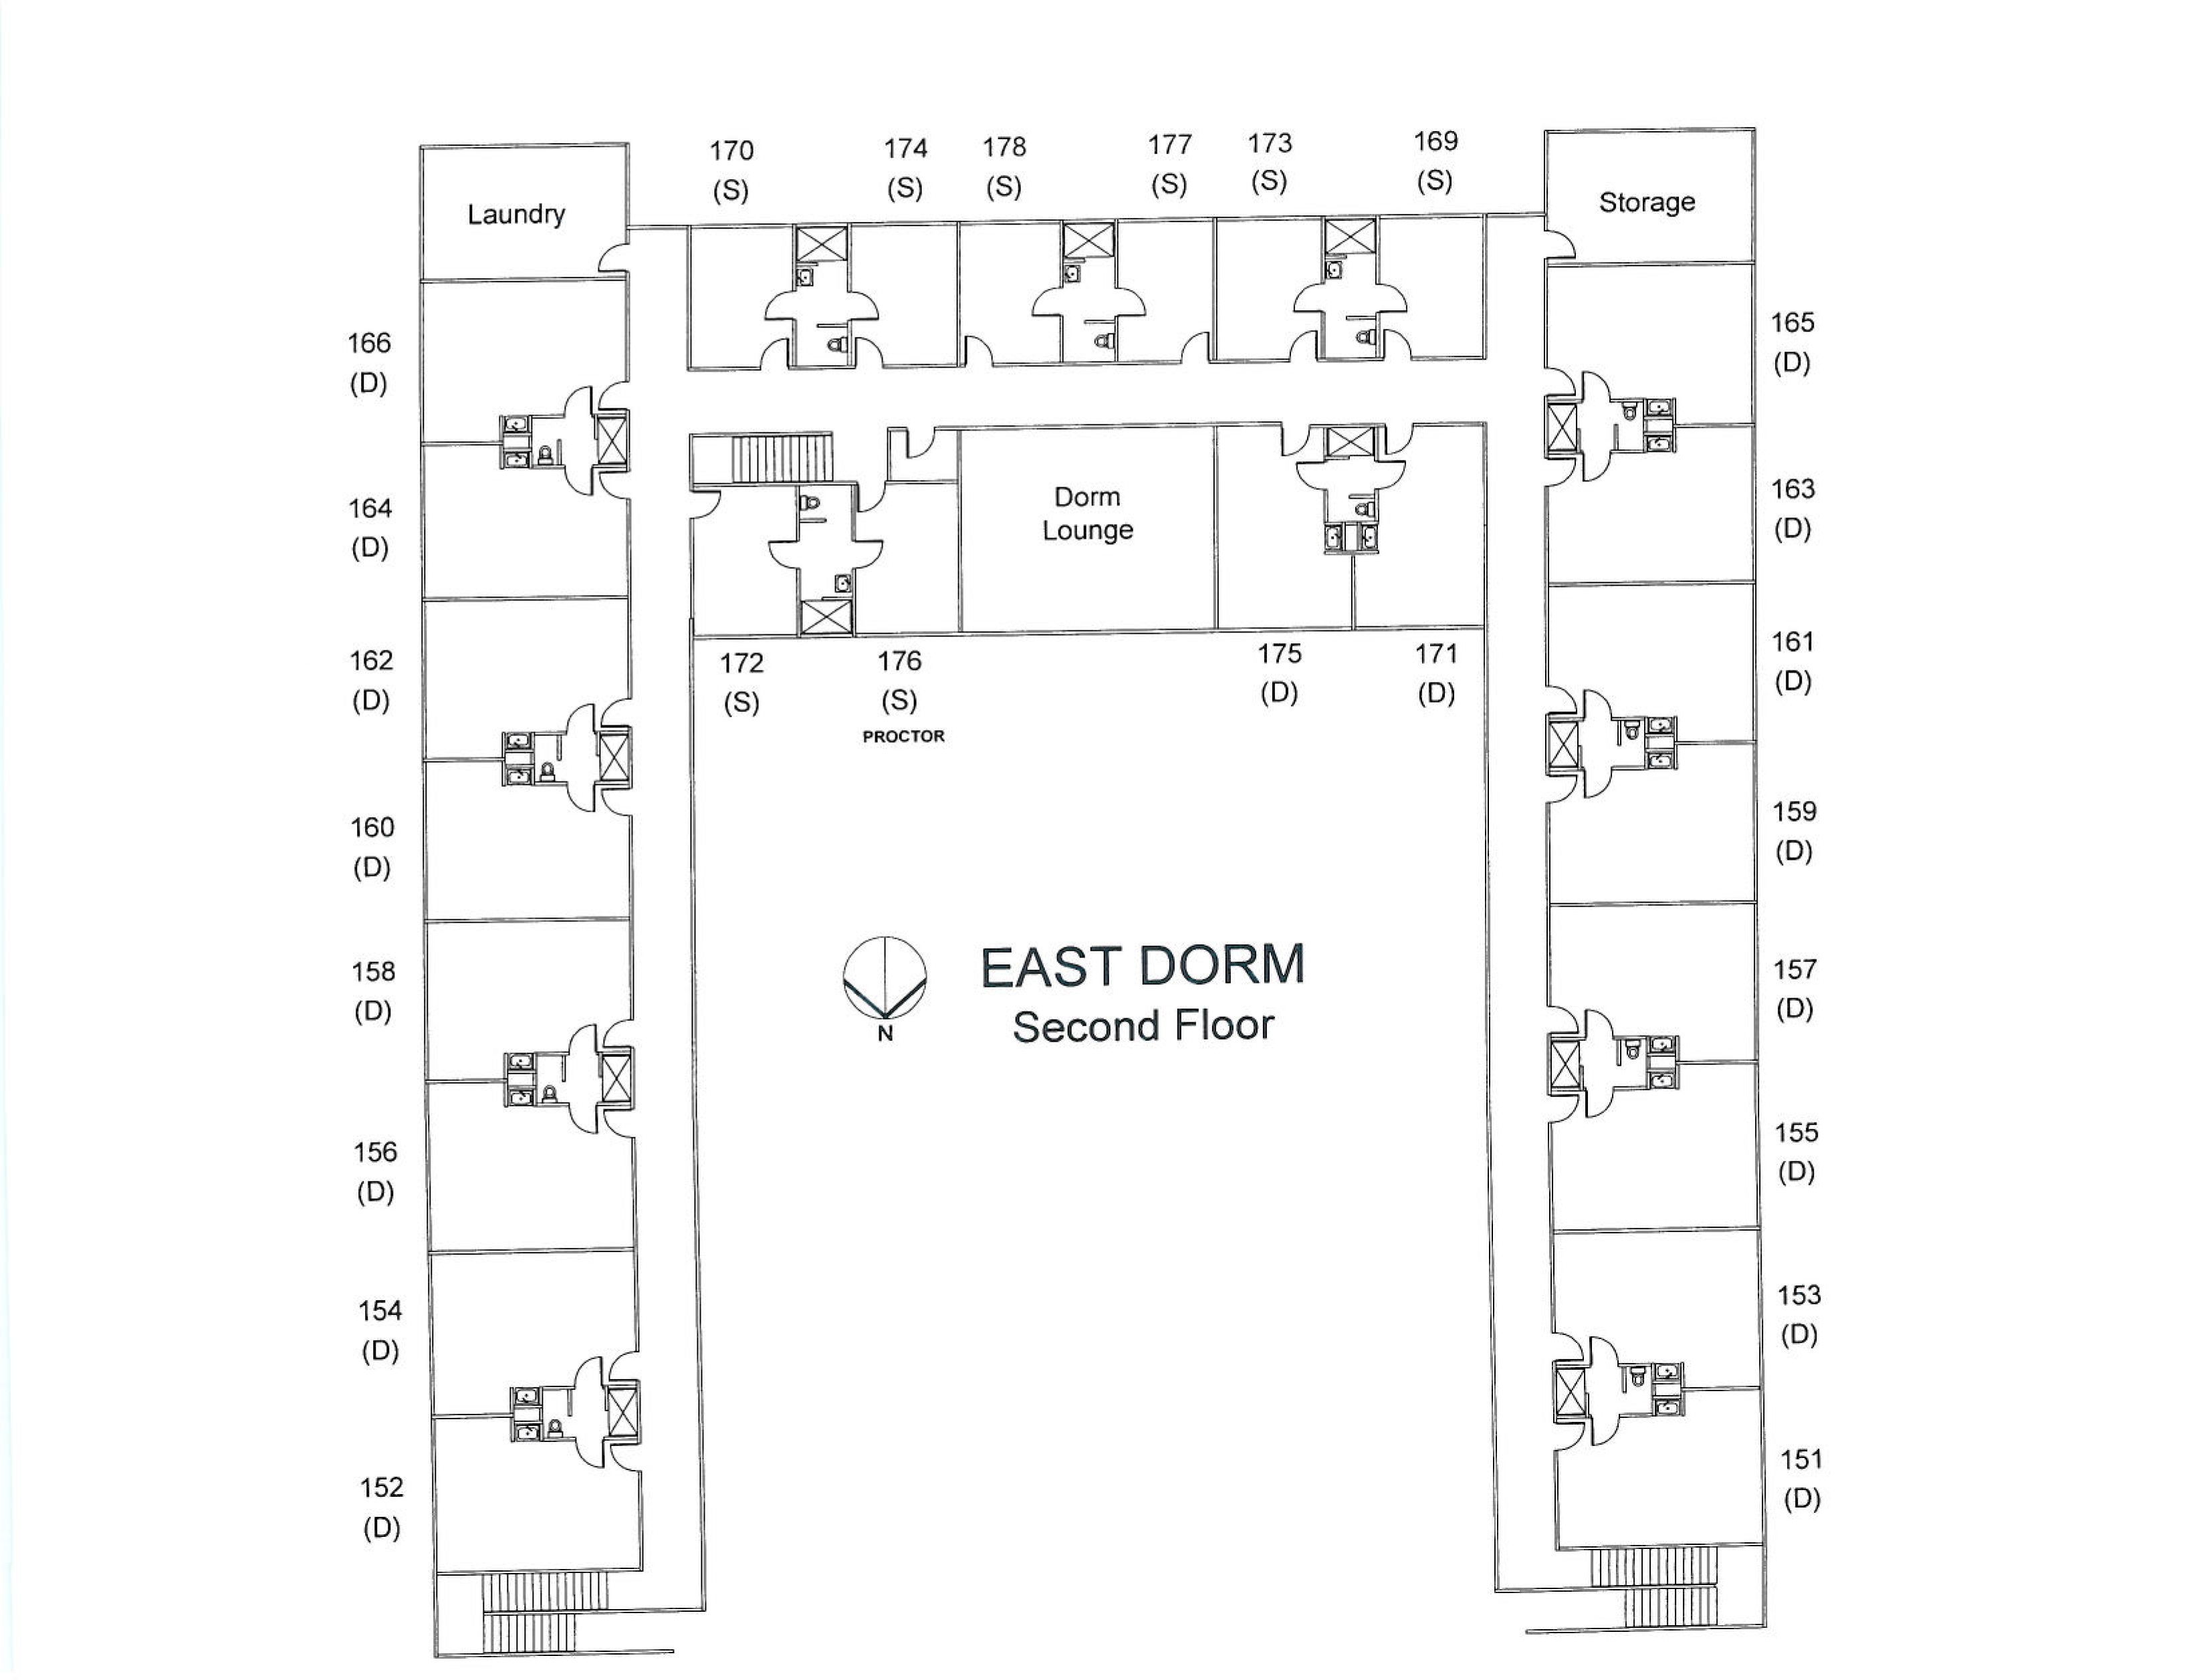 170 174 178 177 173 169
(S) (S) (S) (S) (S) (S)
Laundry
Storage
166
(D)
165
(D)
164
(D)
163
(D)
Dorm
Lounge
162
(D)
161
(D)
172 176 175 171
(S) (S) (D) (D)
PROCTOR
160
(D)
159
(D)
158
(D)
157
(D)
EAST DORM
Second Floor
N
156
(D)
155
(D)
154
(D)
153
(D)
152
(D)
151
(D)